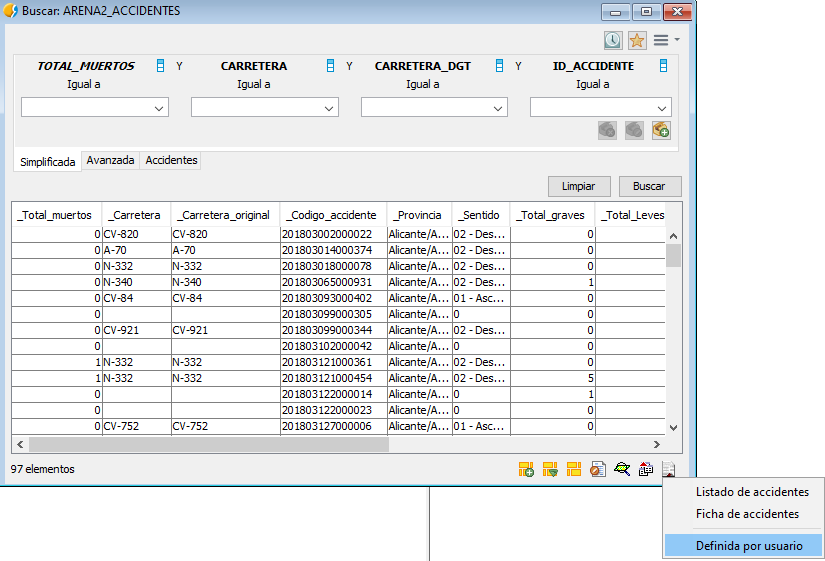 Buscar: ARENA2_ACCIDENTES
TOTAL_MUERTOS Y CARRETERA Y CARRETERA_DGT Y ID_ACCIDENTE
Igual a Igual a Igual a Igual a
Simplificada Avanzada Accidentes
Limpiar Buscar
_Total_muertos _Carretera _Carretera_original _Codigo_accidente _Provincia _Sentido _Total_graves _Total_Leves
0 CV-820 CV-820 201803002000022 Alicante/A... 02 - Des... 0
0 A-70 A-70 201803014000374 Alicante/A... 02 - Des... 0
0 N-332 N-332 201803018000078 Alicante/A... 02 - Des... 0
0 N-340 N-340 201803065000931 Alicante/A... 02 - Des... 1
0 CV-84 CV-84 201803093000402 Alicante/A... 01 - Asc... 0
0 201803099000305 Alicante/A... 0 0
0 CV-921 CV-921 201803099000344 Alicante/A... 02 - Des... 0
0 201803102000042 Alicante/A... 0 0
1 N-332 N-332 201803121000361 Alicante/A... 02 - Des... 0
1 N-332 N-332 201803121000454 Alicante/A... 02 - Des... 5
0 201803122000014 Alicante/A... 0 1
0 201803122000023 Alicante/A... 0 0
0 CV-752 CV-752 201803127000006 Alicante/A... 01 - Asc... 0
97 elementos
Listado de accidentes
Ficha de accidentes
Definida por usuario